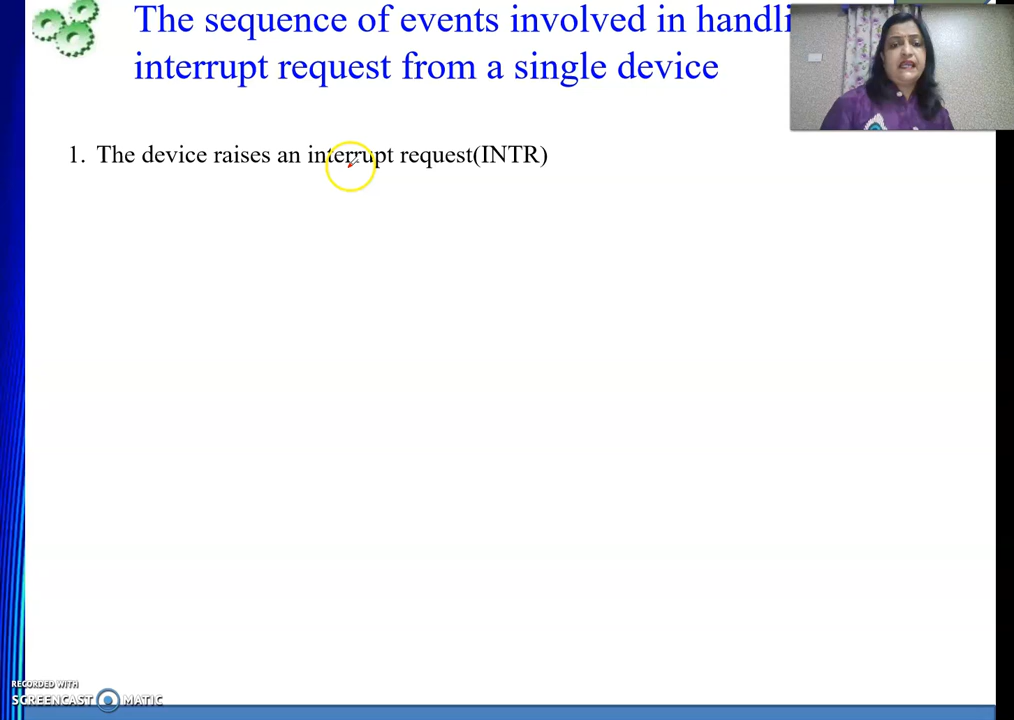 The sequence of events involved in handli
interrupt request from a single device
1. The device raises an interrupt request(INTR)
RECORDED WITH
SCREENCAST MATIC